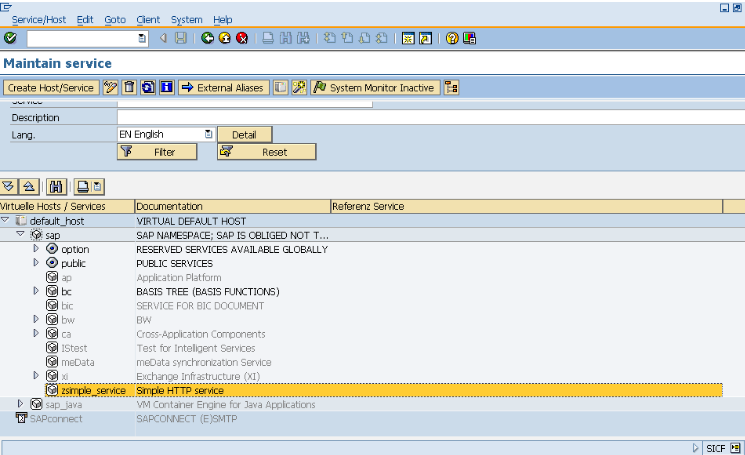 Service/Host Edit Goto Client System Help
Maintain service
Create Host/Service External Aliases System Monitor Inactive
Service
Description
Lang. EN English Detail
Filter Reset
Virtuelle Hosts / Services Documentation Referenz Service
default_host VIRTUAL DEFAULT HOST
sap SAP NAMESPACE; SAP IS OBLIGED NOT T...
option RESERVED SERVICES AVAILABLE GLOBALLY
public PUBLIC SERVICES
ap Application Platform
bc BASIS TREE (BASIS FUNCTIONS)
bic SERVICE FOR BIC DOCUMENT
bw BW
ca Cross-Application Components
IStest Test for Intelligent Services
meData meData synchronization Service
xi Exchange Infrastructure (XI)
zsimple_service Simple HTTP service
sap_java VM Container Engine for Java Applications
SAPconnect SAPCONNECT (E)SMTP
SICF